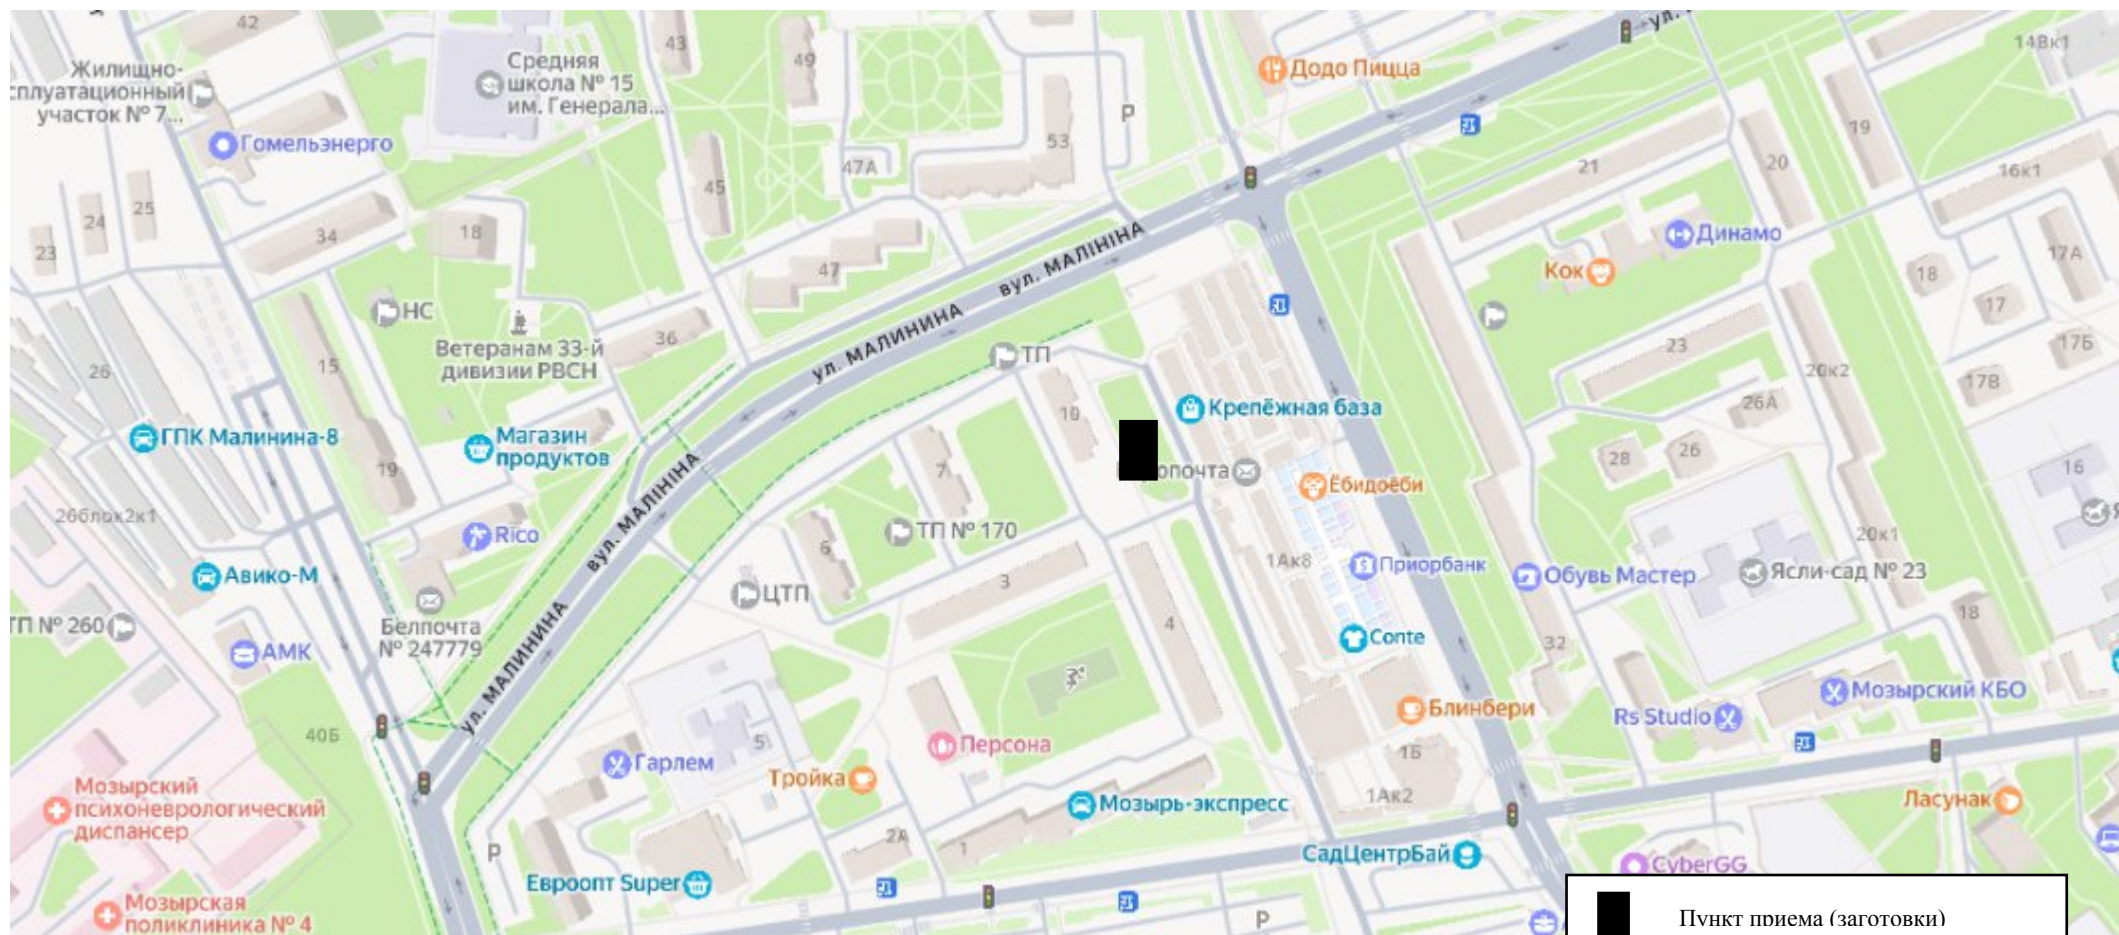 42
Жилищно-
сплуатационный
участок № 7...
Гомельэнерго
Средняя
школа № 15
им. Генерала...
43
49
47А
53
P
Додо Пицца
ул.
14Вк1
19
20
21
16к1
45
47
34
18
25
24
23
НС
Ветеранам 33-й
дивизии РВСН
36
15
26
ГПК Малинина-8
Магазин
продуктов
19
ул. МАЛИНИНА
вул. МАЛІНІНА
ТП
10
Крепёжная база
опочта
Динамо
Кок
18
17А
17
17Б
17В
23
20к2
26А
26
28
16
20к1
Ёбидоёби
1Ак8
Приорбанк
Обувь Мастер
Ясли-сад № 23
18
32
Conte
Блинбери
Rs Studio
Мозырский КБО
1Б
1Ак2
Ласунак
СадЦентрБай
CyberGG
26блок2к1
Rico
вул. МАЛІНІНА
7
6
ТП № 170
3
4
ЦТП
Авико-М
ТП № 260
АМК
Белпочта
№ 247779
ул. МАЛИНИНА
40Б
Гарлем
5
Тройка
Персона
Мозырь-экспресс
2А
1
P
Евроопт Super
Мозырский
психоневрологический
диспансер
Мозырская
поликлиника № 4
P
Пункт приема (заготовки)